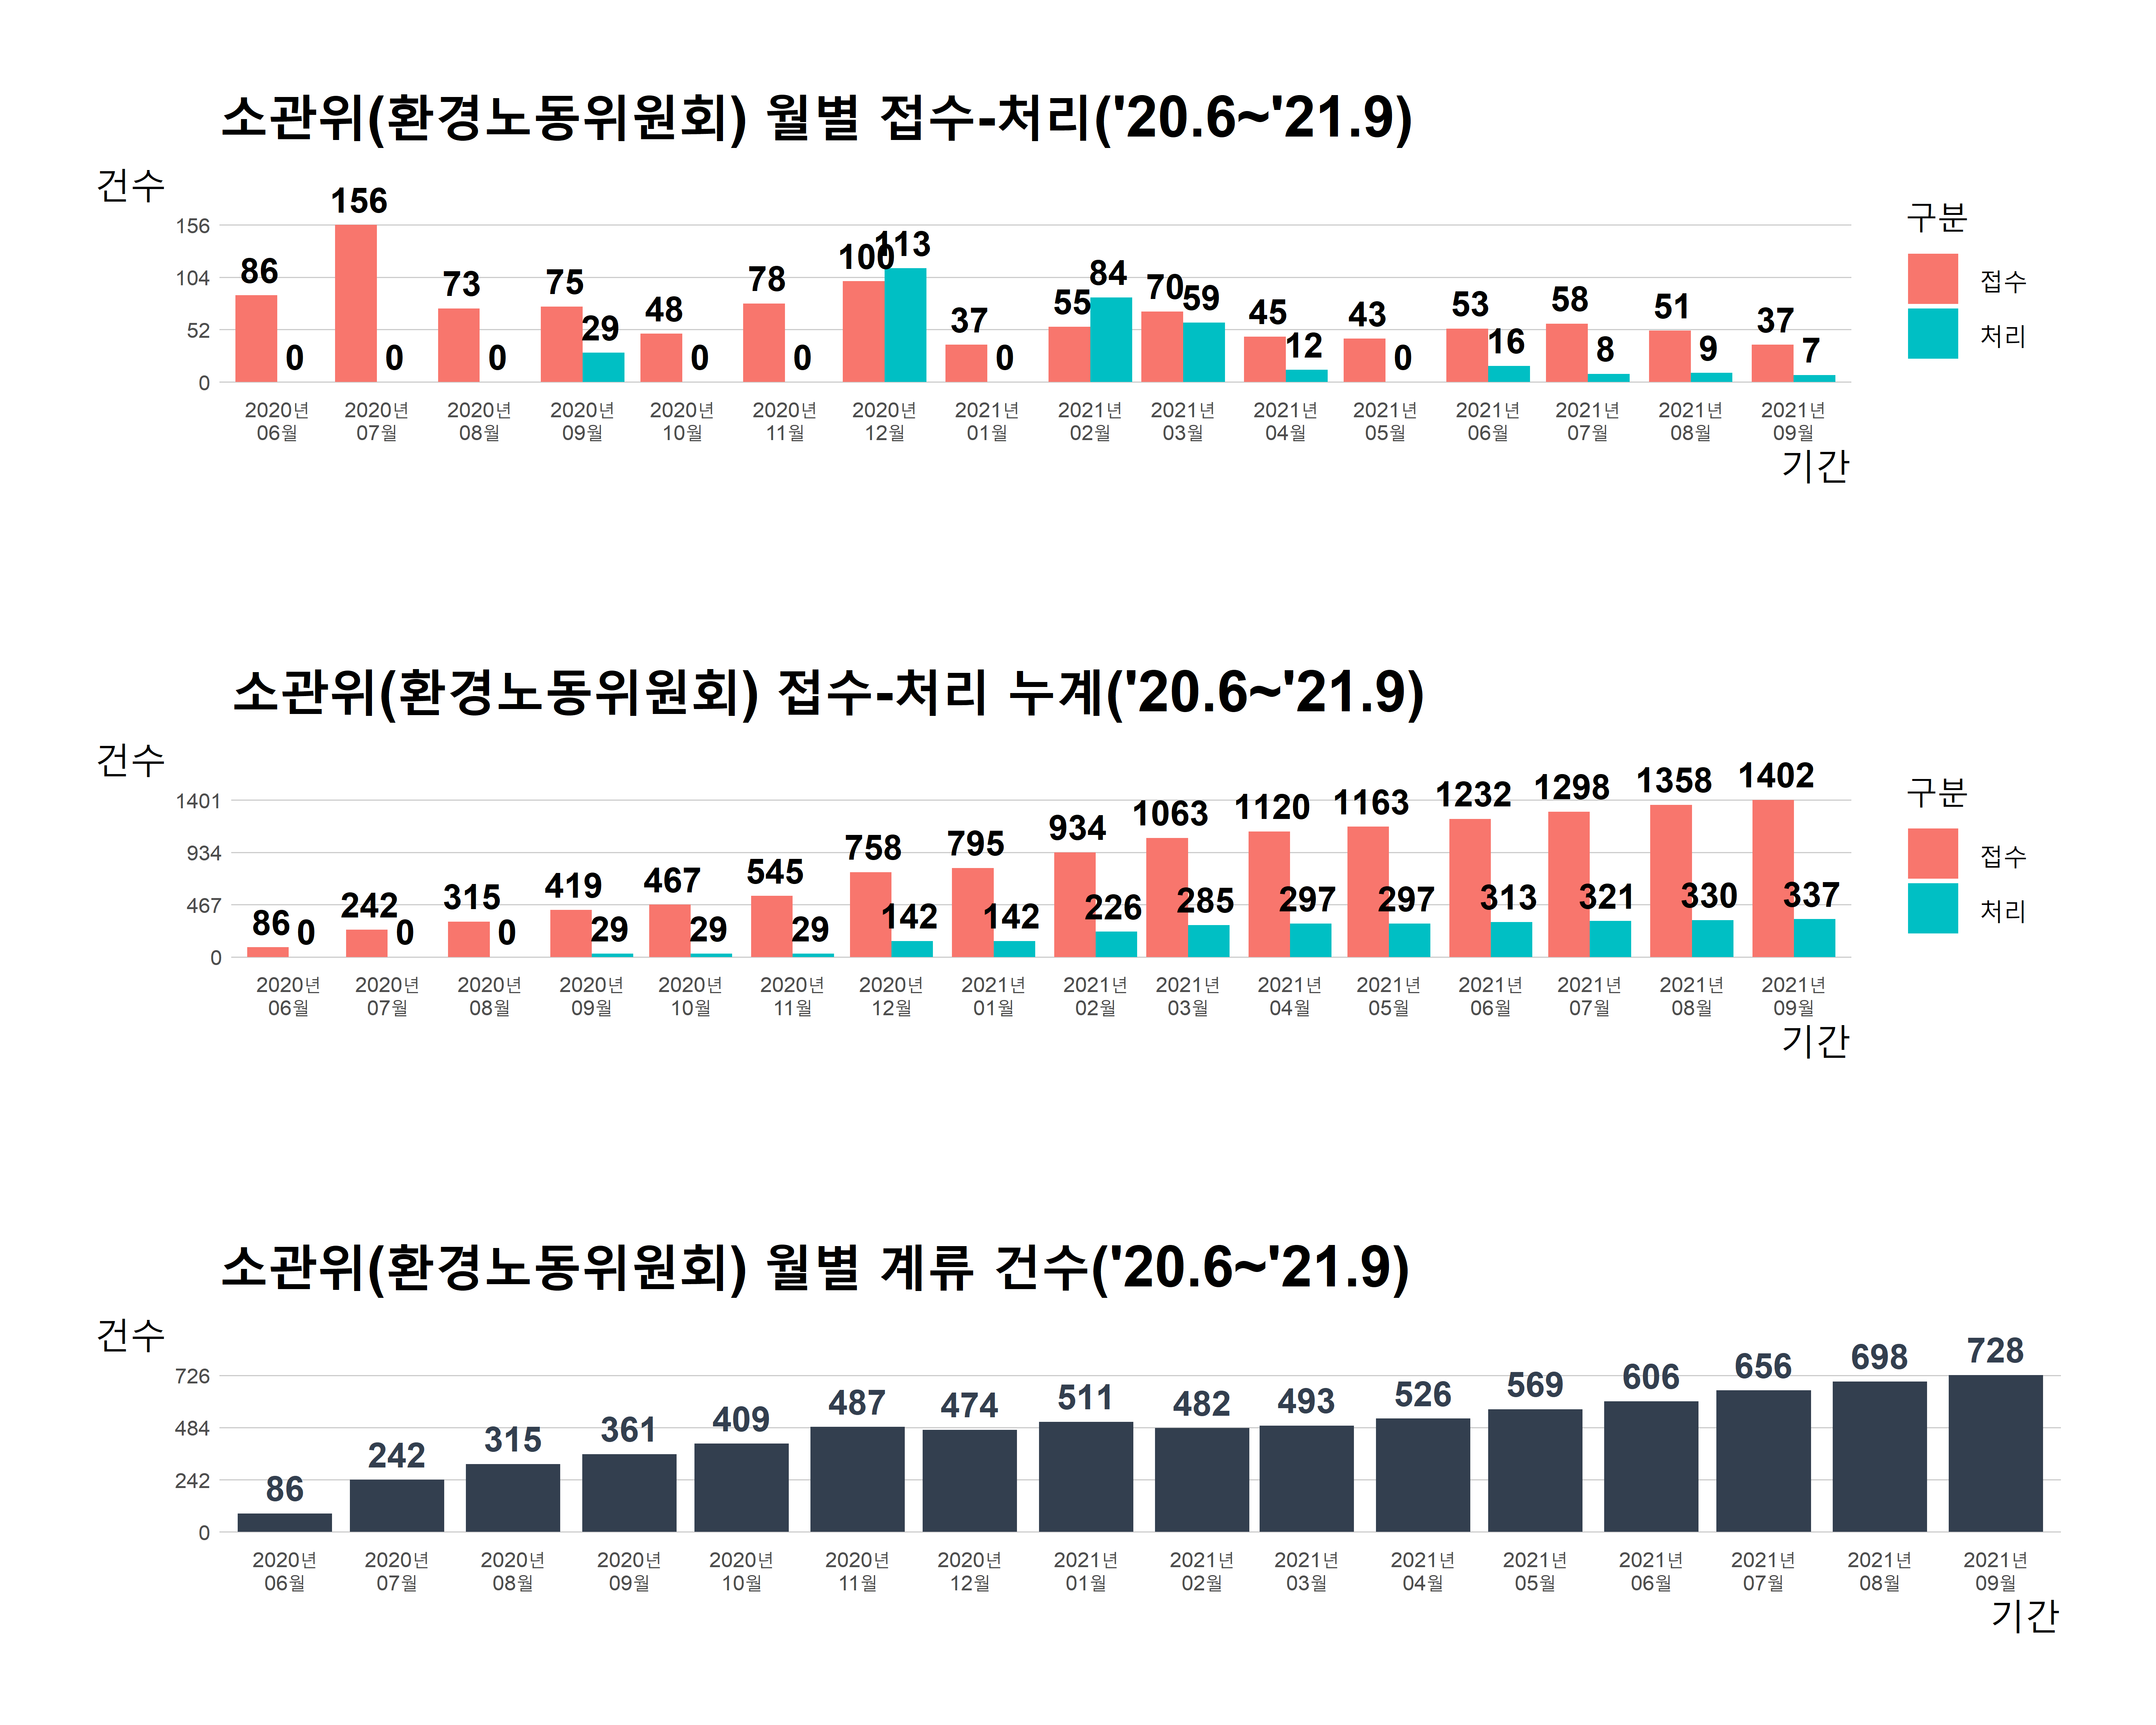 소관위(환경노동위원회) 월별 접수-처리('20.6~'21.9)
건수
156
104
52
0
86 0 156 0 73 0 75 29 48 0 78 0 100 113 37 0 55 84 70 59 45 12 43 0 53 16 58 8 51 9 37 7
2020년 2020년 2020년 2020년 2020년 2020년 2020년 2021년 2021년 2021년 2021년 2021년 2021년 2021년 2021년 2021년
06월 07월 08월 09월 10월 11월 12월 01월 02월 03월 04월 05월 06월 07월 08월 09월
기간
구분
접수
처리
소관위(환경노동위원회) 접수-처리 누계('20.6~'21.9)
건수
1401
934
467
0
86 0 242 0 315 0 419 29 467 29 545 29 758 142 795 142 934 226 1063 285 1120 297 1163 297 1232 313 1298 321 1358 330 1402 337
2020년 2020년 2020년 2020년 2020년 2020년 2020년 2021년 2021년 2021년 2021년 2021년 2021년 2021년 2021년 2021년
06월 07월 08월 09월 10월 11월 12월 01월 02월 03월 04월 05월 06월 07월 08월 09월
기간
구분
접수
처리
소관위(환경노동위원회) 월별 계류 건수('20.6~'21.9)
건수
726
484
242
0
86 242 315 361 409 487 474 511 482 493 526 569 606 656 698 728
2020년 2020년 2020년 2020년 2020년 2020년 2020년 2021년 2021년 2021년 2021년 2021년 2021년 2021년 2021년 2021년
06월 07월 08월 09월 10월 11월 12월 01월 02월 03월 04월 05월 06월 07월 08월 09월
기간